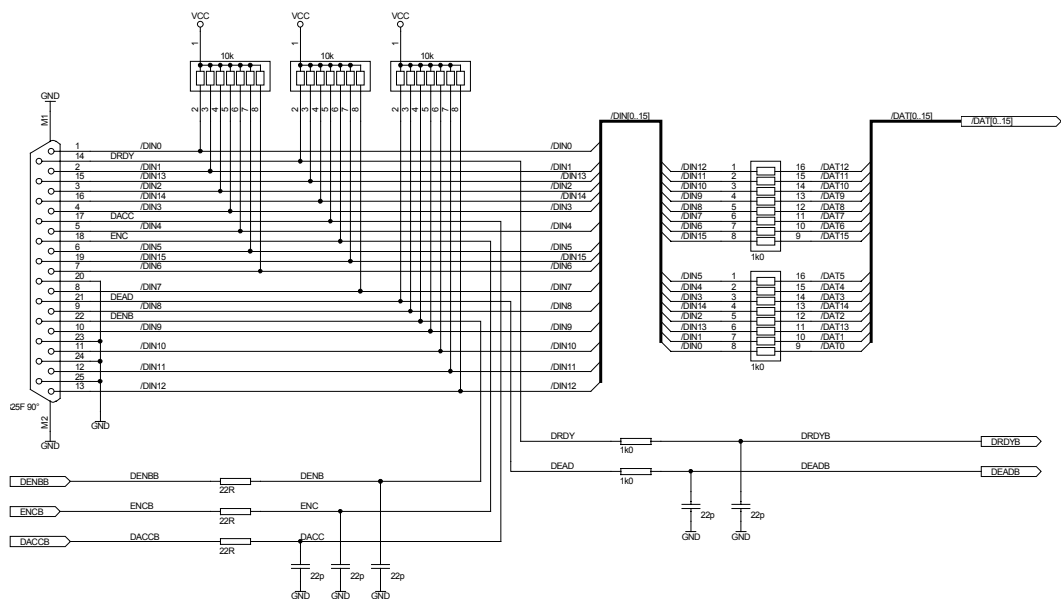 VCC VCC VCC
1 1 1
10k 10k 10k
2 3 4 5 6 7 8 2 3 4 5 6 7 8 2 3 4 5 6 7 8
GND
M1
/DIN[0..15] /DAT[0..15] /DAT[0..15]
1 /DIN0 /DIN0
14 DRDY
2 /DIN1 /DIN1
15 /DIN13 /DIN13
3 /DIN2 /DIN2
16 /DIN14 /DIN14
4 /DIN3 /DIN3
17 DACC
5 /DIN4 /DIN4
18 ENC
6 /DIN5 /DIN5
19 /DIN15 /DIN15
7 /DIN6 /DIN6
20
8 /DIN7 /DIN7
21 DEAD
9 /DIN8 /DIN8
22 DENB
10 /DIN9 /DIN9
23
11 /DIN10 /DIN10
24
12 /DIN11 /DIN11
25
13 /DIN12 /DIN12
/DIN12 1 16 /DAT12
/DIN11 2 15 /DAT11
/DIN10 3 14 /DAT10
/DIN9 4 13 /DAT9
/DIN8 5 12 /DAT8
/DIN7 6 11 /DAT7
/DIN6 7 10 /DAT6
/DIN15 8 9 /DAT15
1k0
/DIN5 1 16 /DAT5
/DIN4 2 15 /DAT4
/DIN3 3 14 /DAT3
/DIN14 4 13 /DAT14
/DIN2 5 12 /DAT2
/DIN13 6 11 /DAT13
/DIN1 7 10 /DAT1
/DIN0 8 9 /DAT0
1k0
25F 90°
M2
GND
GND
DRDY DRDYB DRDYB
1k0
DEAD DEADB DEADB
1k0
22p 22p
GND GND
DENBB DENBB DENB
22R
ENCB ENCB ENC
22R
DACCB DACCB DACC
22R
22p 22p 22p
GND GND GND